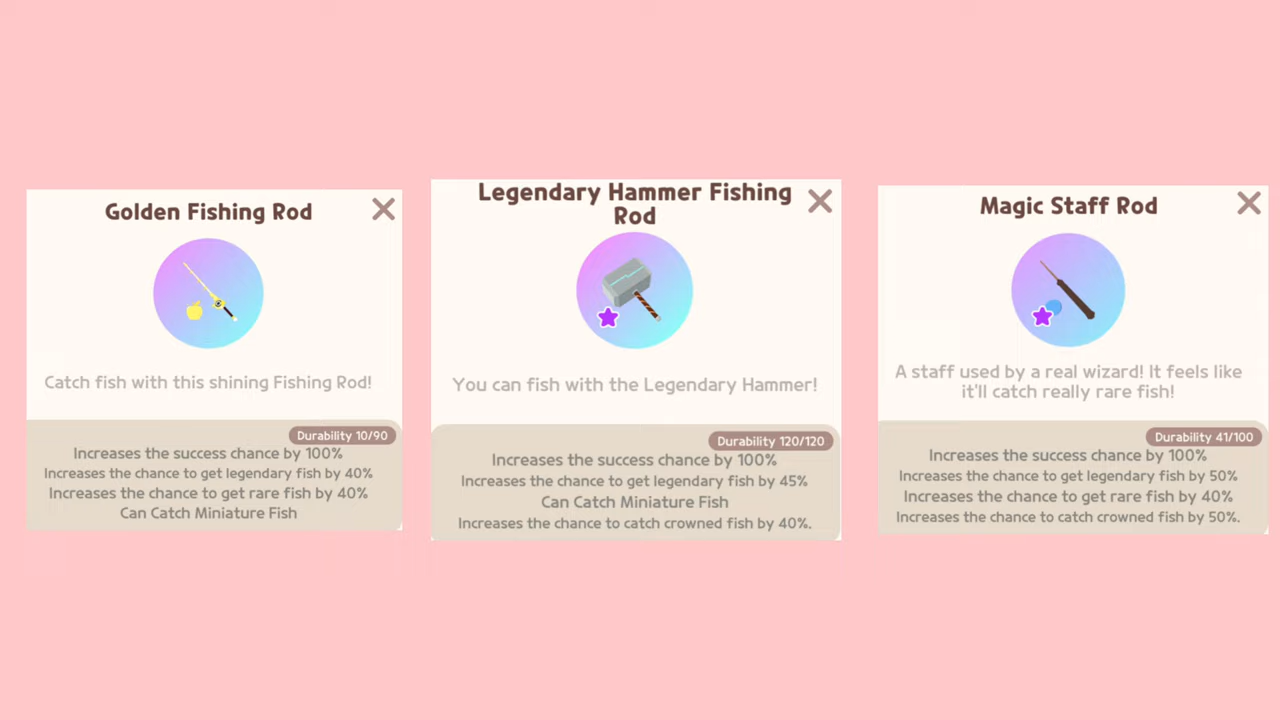 Golden Fishing Rod
Catch fish with this shining Fishing Rod!
Durability 10/90
Increases the success chance by 100%
Increases the chance to get legendary fish by 40%
Increases the chance to get rare fish by 40%
Can Catch Miniature Fish
Legendary Hammer Fishing
Rod
You can fish with the Legendary Hammer!
Durability 120/120
Increases the success chance by 100%
Increases the chance to get legendary fish by 45%
Can Catch Miniature Fish
Increases the chance to catch crowned fish by 40%.
Magic Staff Rod
A staff used by a real wizard! It feels like
it'll catch really rare fish!
Durability 41/100
Increases the success chance by 100%
Increases the chance to get legendary fish by 50%
Increases the chance to get rare fish by 40%
Increases the chance to catch crowned fish by 50%.